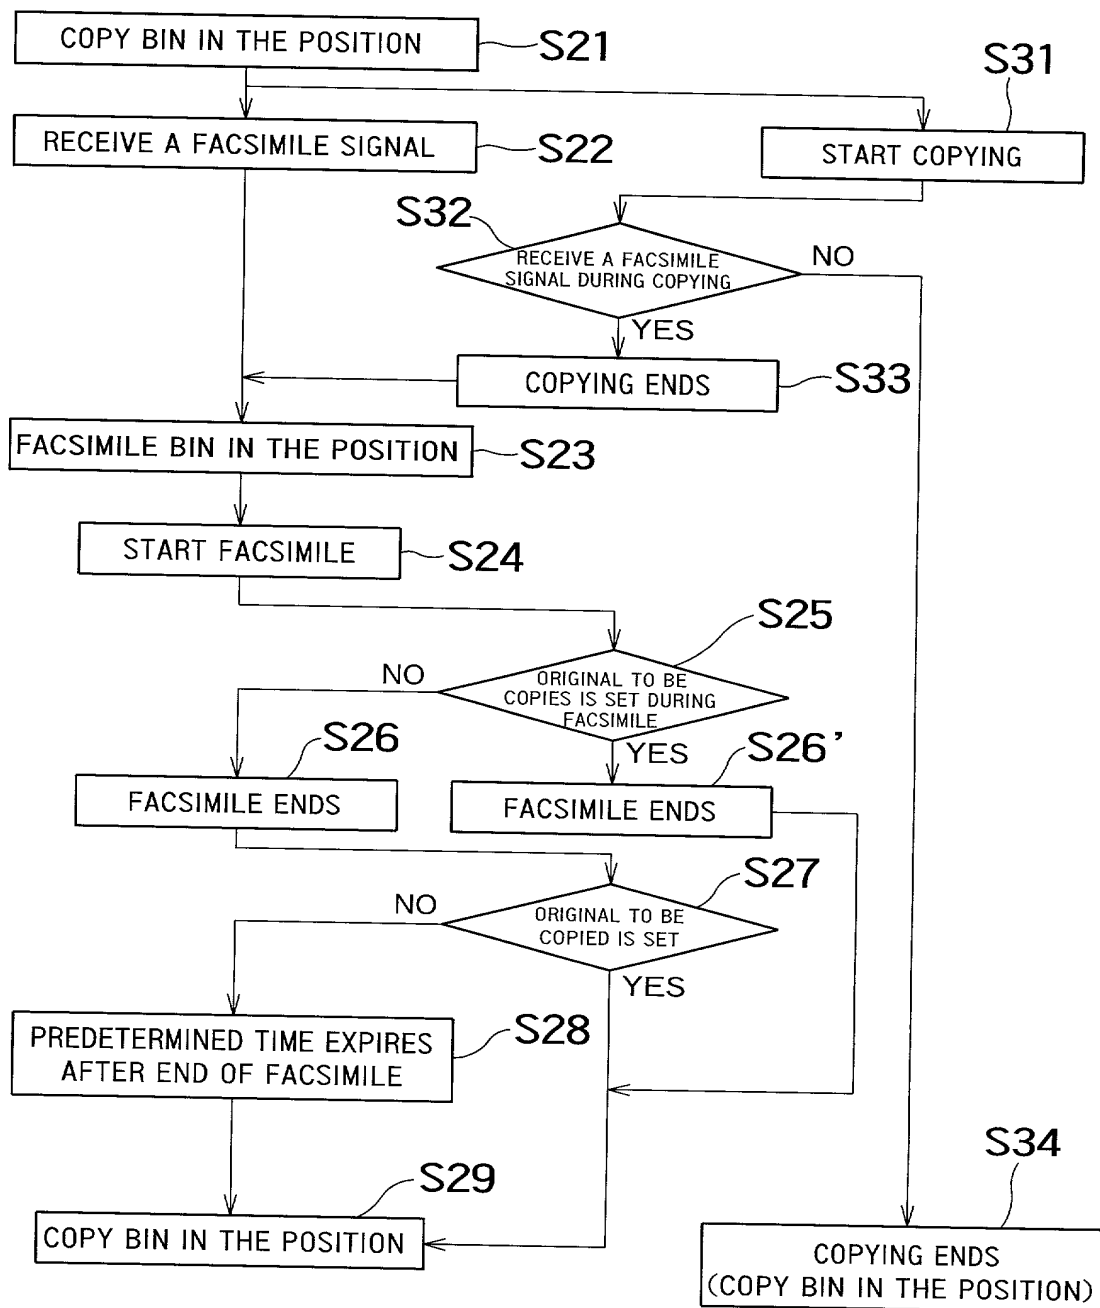 COPY BIN IN THE POSITION
S21
S31
RECEIVE A FACSIMILE SIGNAL
S22
START COPYING
S32
RECEIVE A FACSIMILE
SIGNAL DURING COPYING
NO
YES
COPYING ENDS
S33
FACSIMILE BIN IN THE POSITION
S23
START FACSIMILE
S24
S25
NO
ORIGINAL TO BE
COPIES IS SET DURING
FACSIMILE
YES
S26
S26'
FACSIMILE ENDS
FACSIMILE ENDS
S27
NO
ORIGINAL TO BE
COPIED IS SET
YES
PREDETERMINED TIME EXPIRES
AFTER END OF FACSIMILE
S28
S29
COPY BIN IN THE POSITION
S34
COPYING ENDS
(COPY BIN IN THE POSITION)